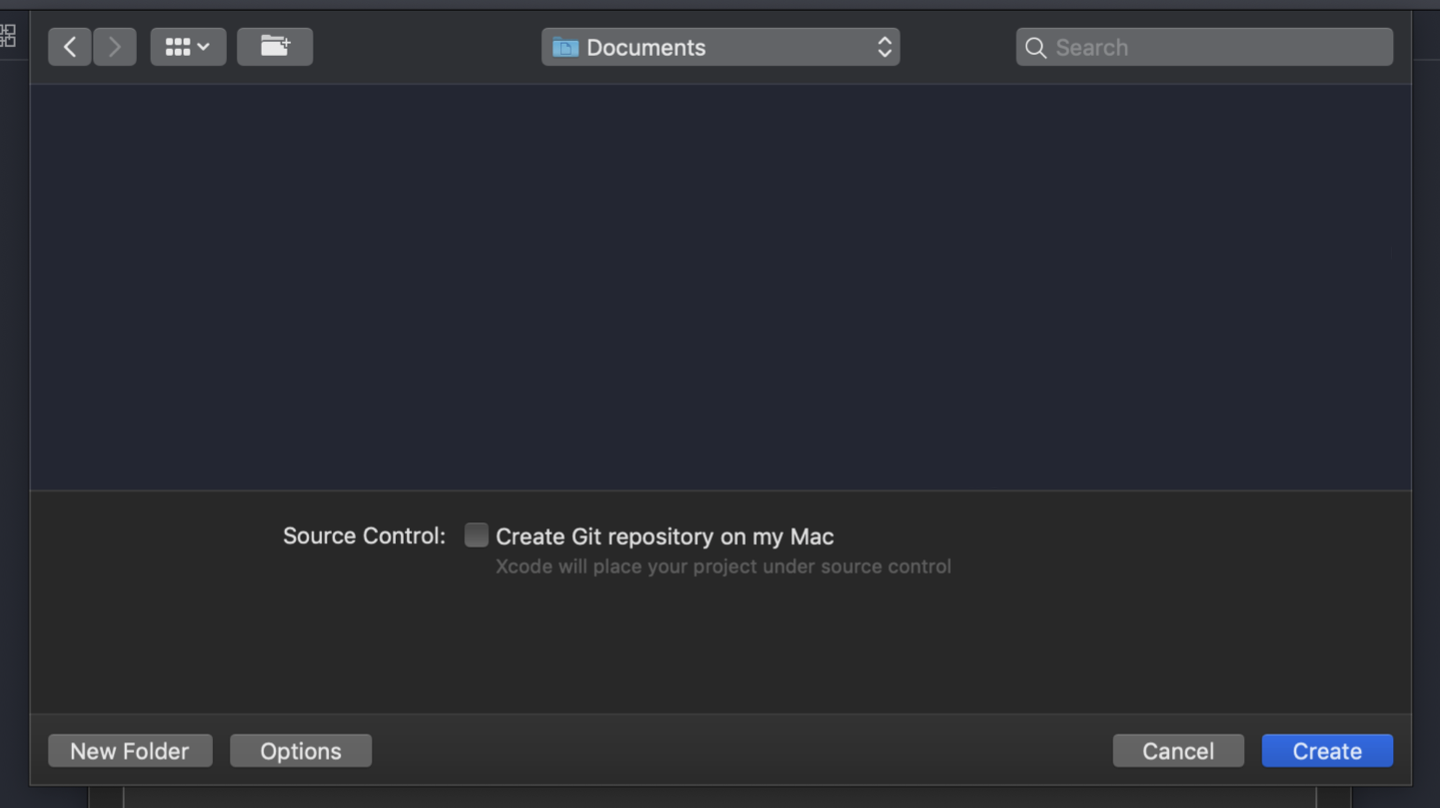 Documents
Search
Source Control: Create Git repository on my Mac
Xcode will place your project under source control
New Folder Options Cancel Create